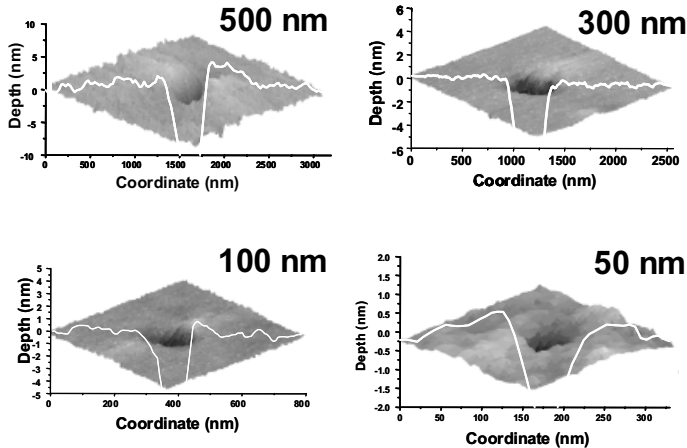 500 nm
10
5
0
-5
-10
Depth (nm)
0 500 1000 1500 2000 2500 3000
Coordinate (nm)
300 nm
6
4
2
0
-2
-4
-6
Depth (nm)
0 500 1000 1500 2000 2500
Coordinate (nm)
100 nm
5
4
3
2
1
0
-1
-2
-3
-4
-5
Depth (nm)
0 200 400 600 800
Coordinate (nm)
50 nm
2.0
1.5
1.0
0.5
0.0
-0.5
-1.0
-1.5
-2.0
Depth (nm)
0 50 100 150 200 250 300
Coordinate (nm)